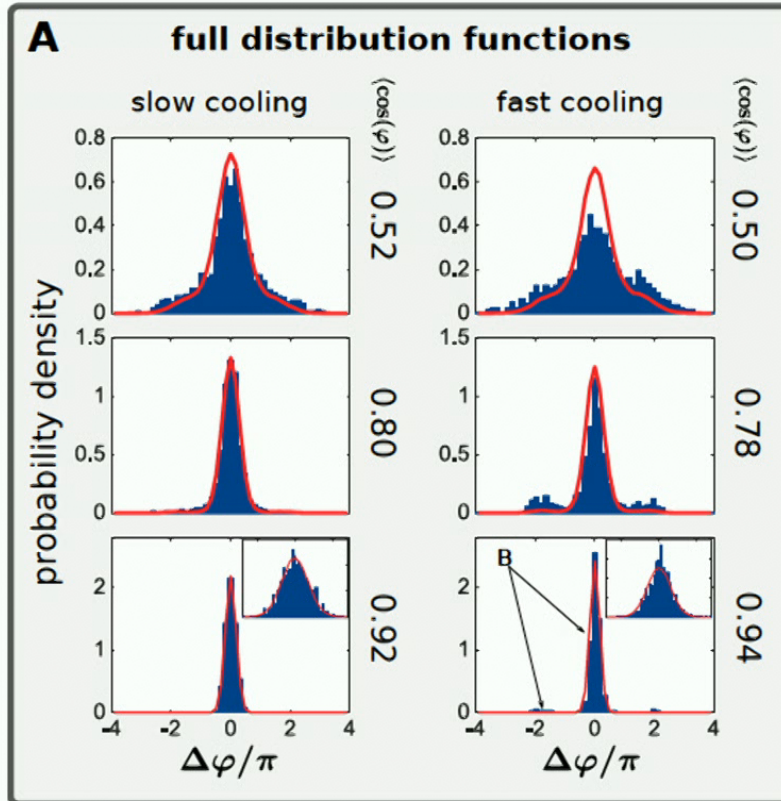 A full distribution functions
slow cooling
⟨cos(φ)⟩
fast cooling
⟨cos(φ)⟩
probability density
0.8
0.6
0.4
0.2
0
0.52
0.50
1.5
1
0.5
0
0.80
0.78
2
1
0
0.92
B
0.94
-4 -2 0 2 4
-4 -2 0 2 4
Δφ/π
Δφ/π